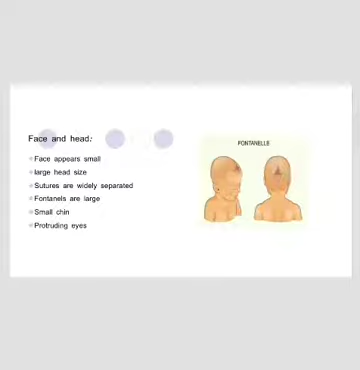 Face and head:
Face appears small
large head size
Sutures are widely separated
Fontanels are large
Small chin
Protruding eyes
FONTANELLE